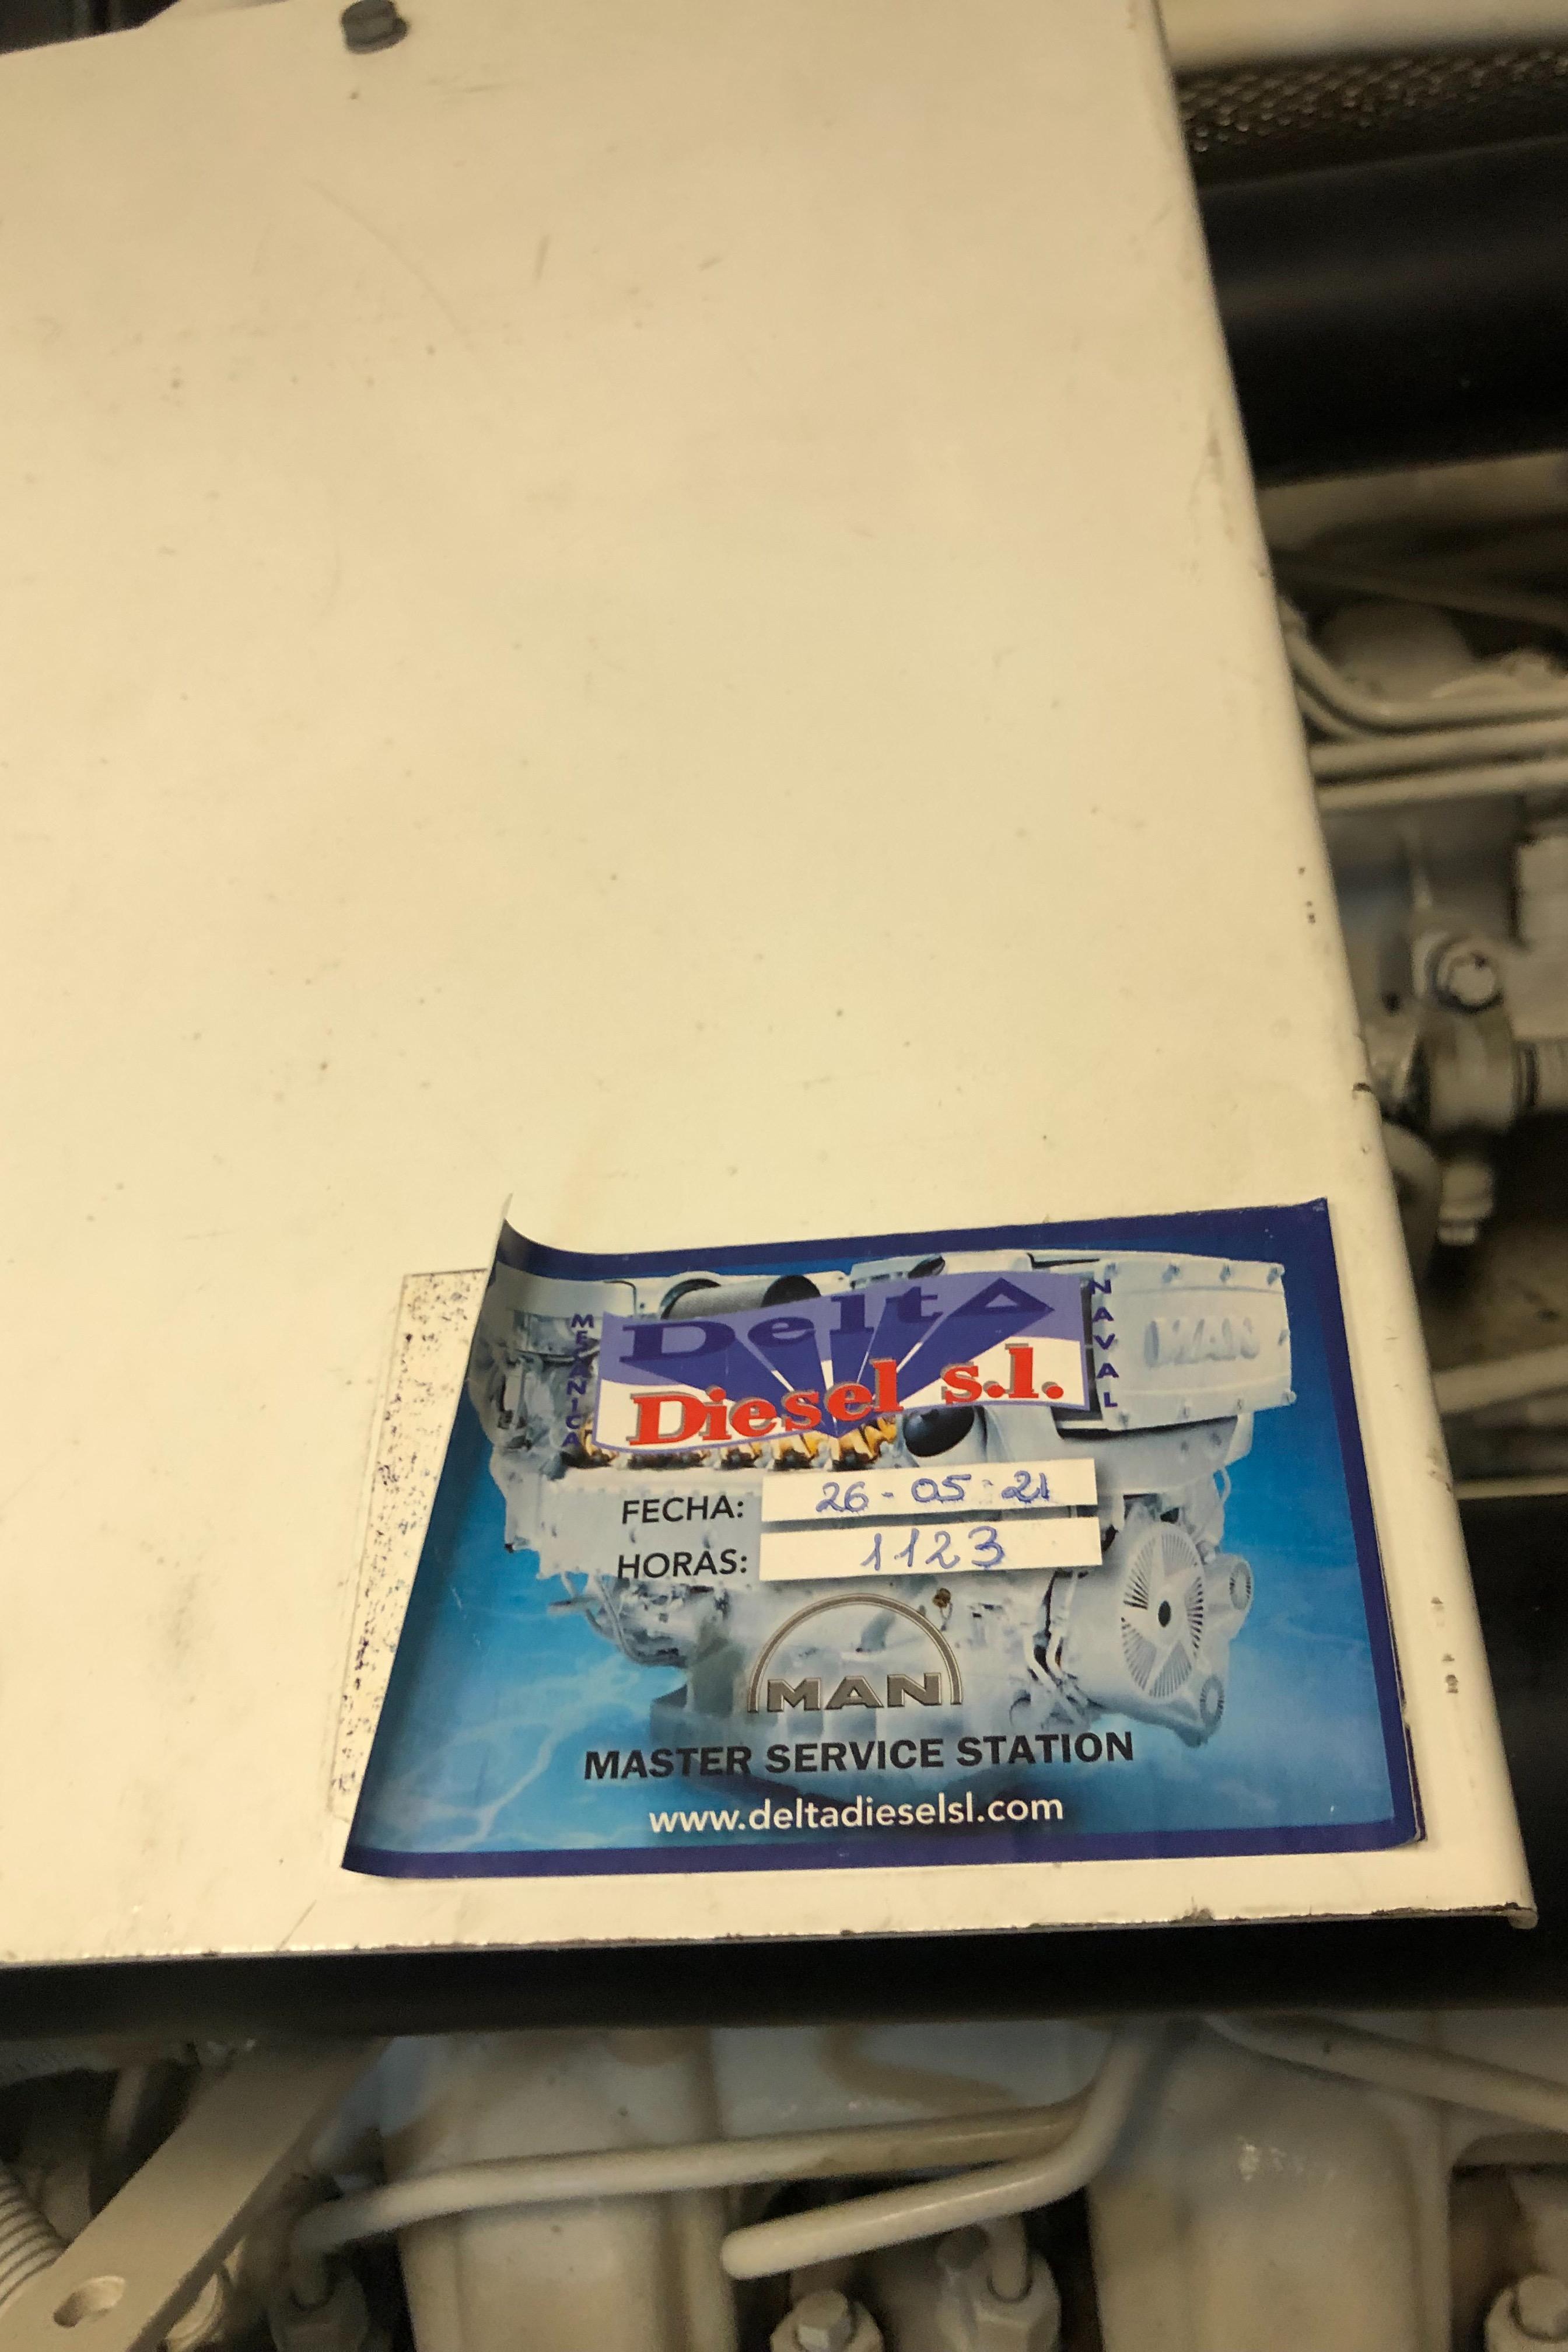 Delta
Diesel s.l.
MECANICA
NAVAL
MAN
FECHA: 26-05-21
HORAS: 1123
MAN
MASTER SERVICE STATION
www.deltadieselsl.com